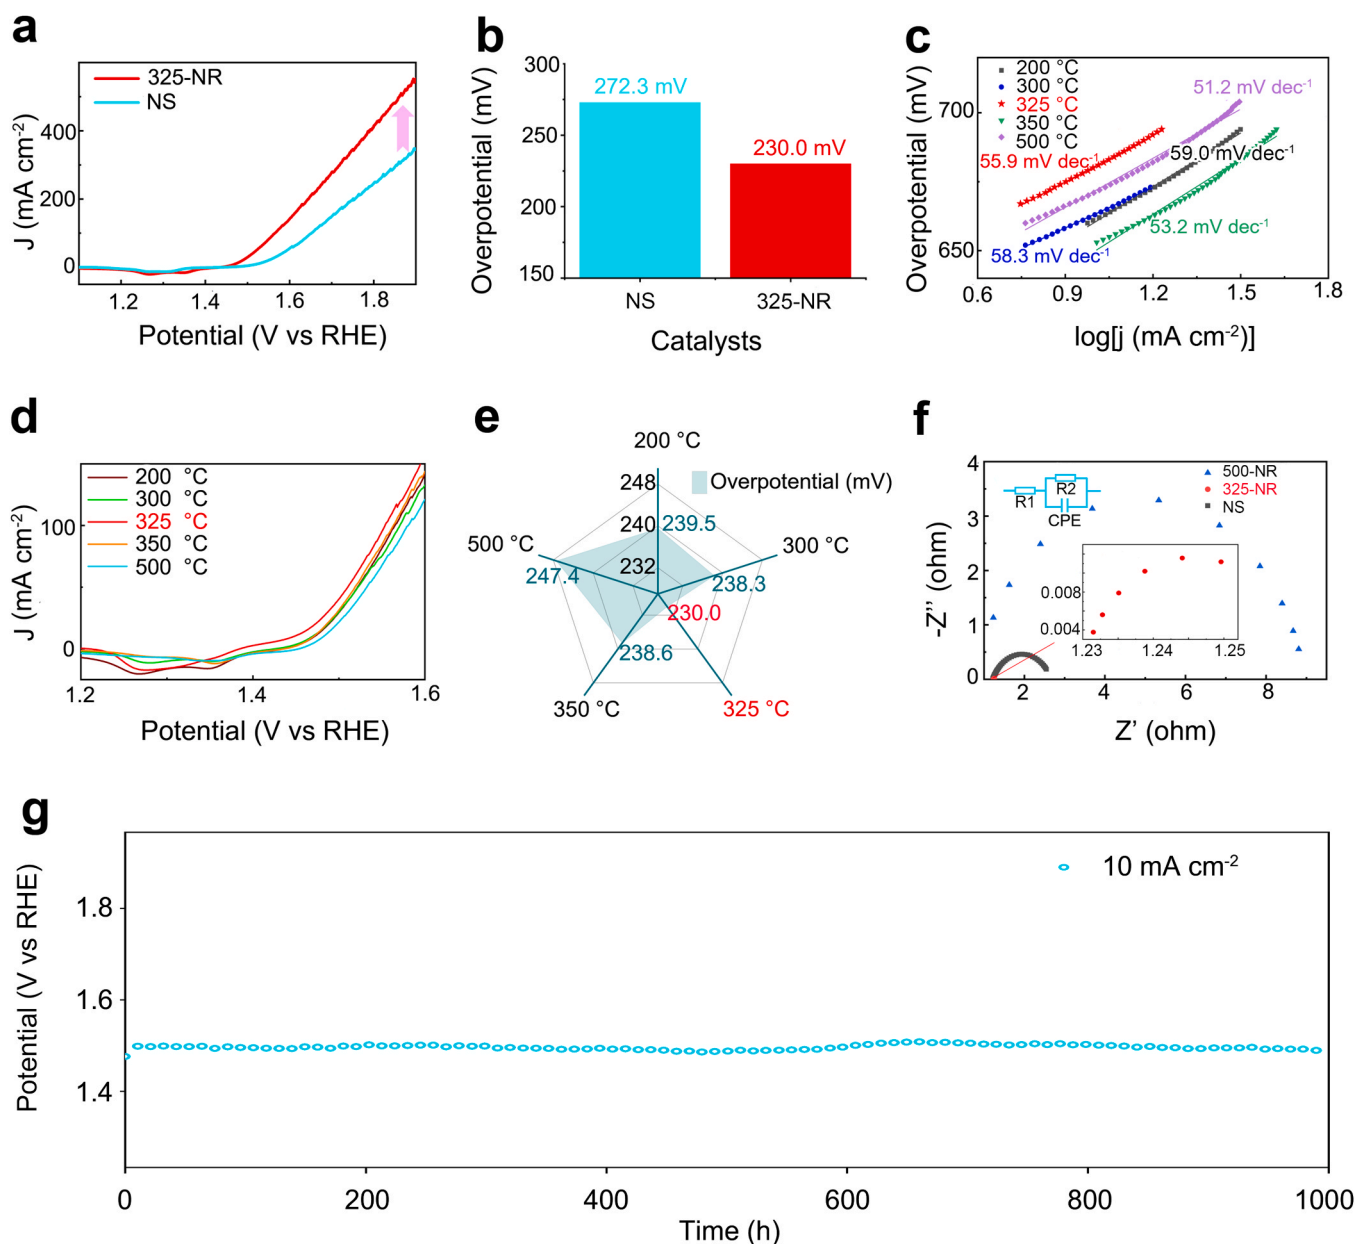 a
325-NR
NS
400
200
0
1.2
1.4
1.6
1.8
J (mA cm-2)
Potential (V vs RHE)
b
300
250
200
150
272.3 mV
230.0 mV
NS
325-NR
Overpotential (mV)
Catalysts
c
200 °C
300 °C
325 °C
350 °C
500 °C
51.2 mV dec-1
59.0 mV dec-1
55.9 mV dec-1
53.2 mV dec-1
58.3 mV dec-1
700
650
0.6
0.9
1.2
1.5
1.8
Overpotential (mV)
log[j (mA cm-2)]
d
200 °C
300 °C
325 °C
350 °C
500 °C
100
0
1.2
1.4
1.6
J (mA cm-2)
Potential (V vs RHE)
e
200 °C
Overpotential (mV)
248
240
232
239.5
300 °C
238.3
500 °C
247.4
230.0
238.6
350 °C
325 °C
f
4
3
2
1
0
2
4
6
8
R1
R2
CPE
500-NR
325-NR
NS
0.008
0.004
1.23
1.24
1.25
-Z'' (ohm)
Z’ (ohm)
g
10 mA cm-2
1.8
1.6
1.4
0
200
400
600
800
1000
Potential (V vs RHE)
Time (h)